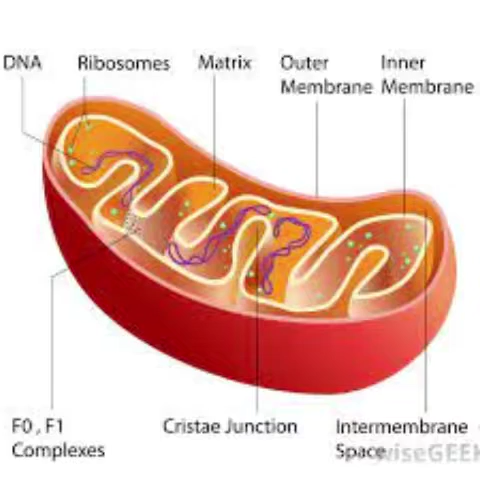 DNA
Ribosomes
Matrix
Outer
Membrane
Inner
Membrane
F0 , F1
Complexes
Cristae Junction
Intermembrane
Space
wiseGEEK